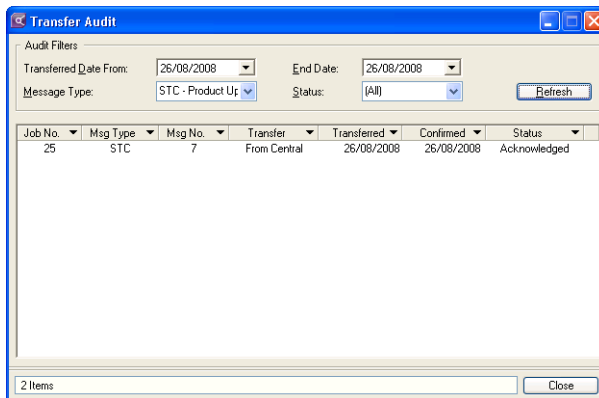 Transfer Audit
Audit Filters
Transferred Date From: 26/08/2008 End Date: 26/08/2008
Message Type: STC - Product Up Status: (All) Refresh
Job No. Msg Type Msg No. Transfer Transferred Confirmed Status
25 STC 7 From Central 26/08/2008 26/08/2008 Acknowledged
2 Items Close